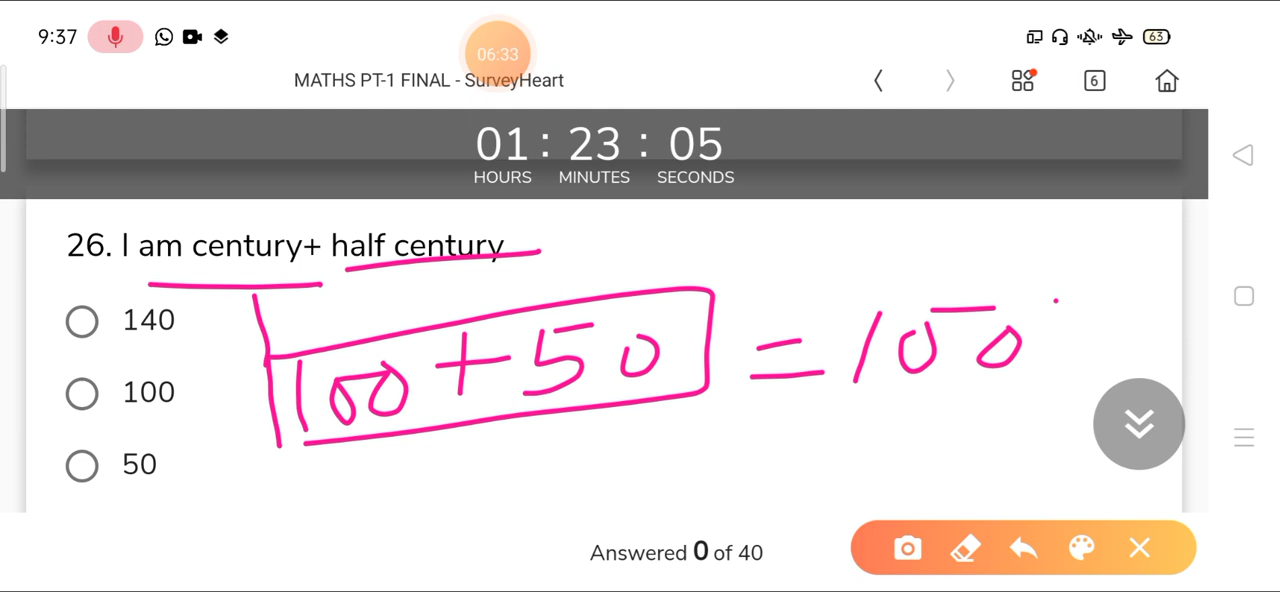 9:37
06:33
63
MATHS PT-1 FINAL - SurveyHeart
6
01 : 23 : 05
HOURS MINUTES SECONDS
26. I am century+ half century
140
100
50
100 + 50 = 150
Answered 0 of 40